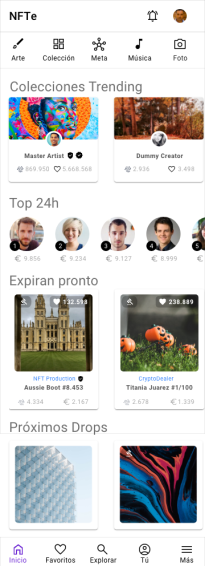 NFTe
Arte Colección Meta Música Foto
Colecciones Trending
Master Artist Dummy Creator
869.950 5.668.568 2.936 3.498
Top 24h
1 2 3 4 5
€ 9.856 € 9.234 € 9.127 € 8.999
Expiran pronto
132.598 238.889
NFT Production CryptoDealer
Aussie Boot #8.453 Titania Juarez #1/100
4.334 € 2.167 2.678 € 1.339
Próximos Drops
Inicio Favoritos Explorar Tú Más